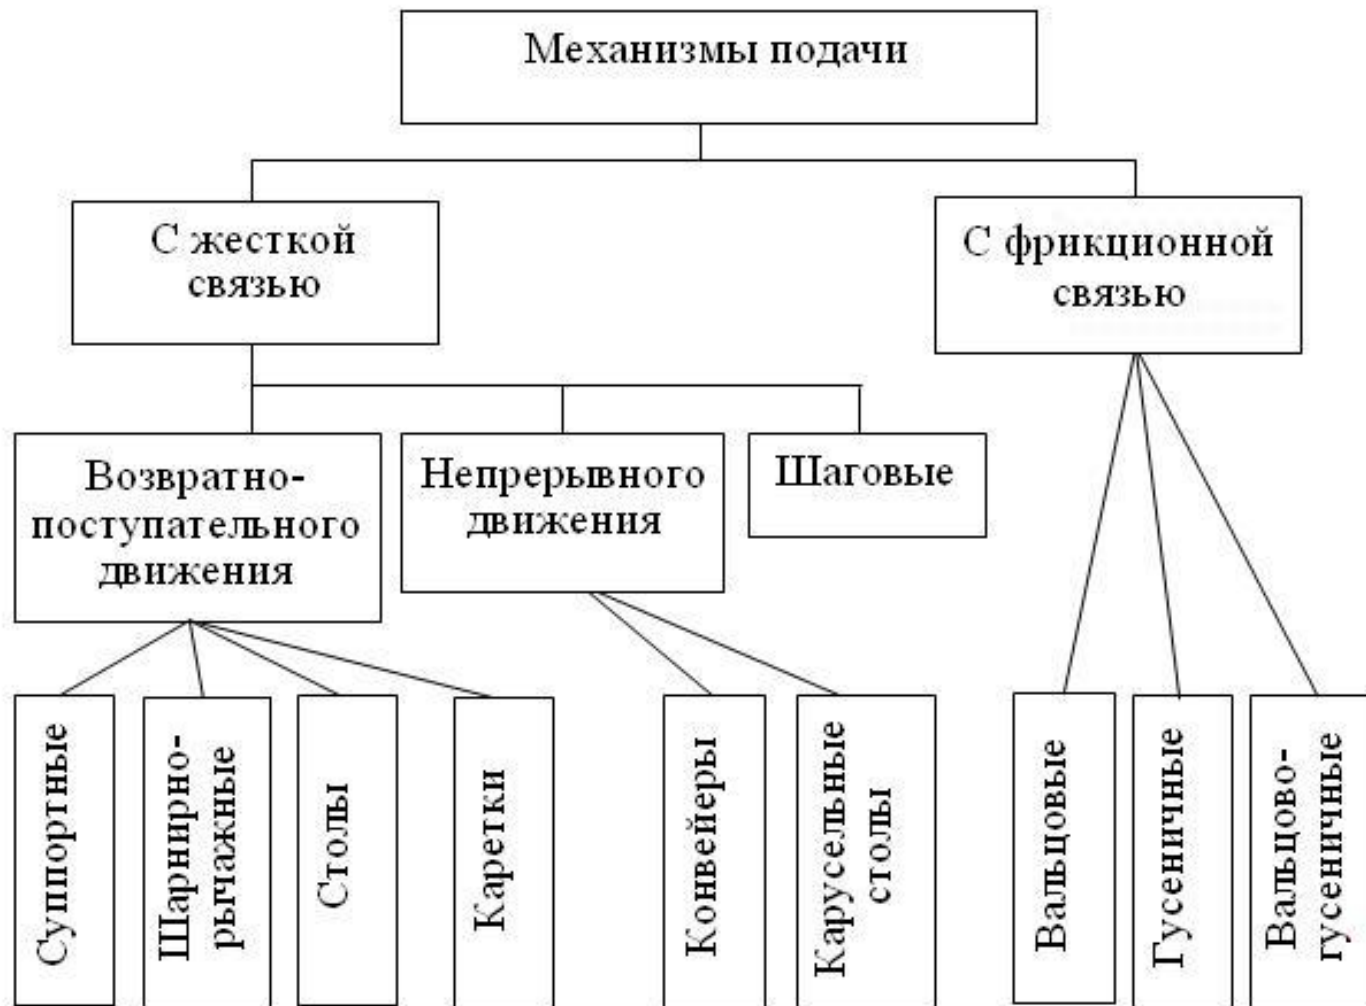 Механизмы подачи
С жесткой
связью
С фрикционной
связью
Возвратно-
поступательного
движения
Непрерывного
движения
Шаговые
Суппортные
Шарнирно-
рычажные
Столы
Каретки
Конвейеры
Карусельные
столы
Вальцовые
Гусеничные
Вальцово-
гусеничные